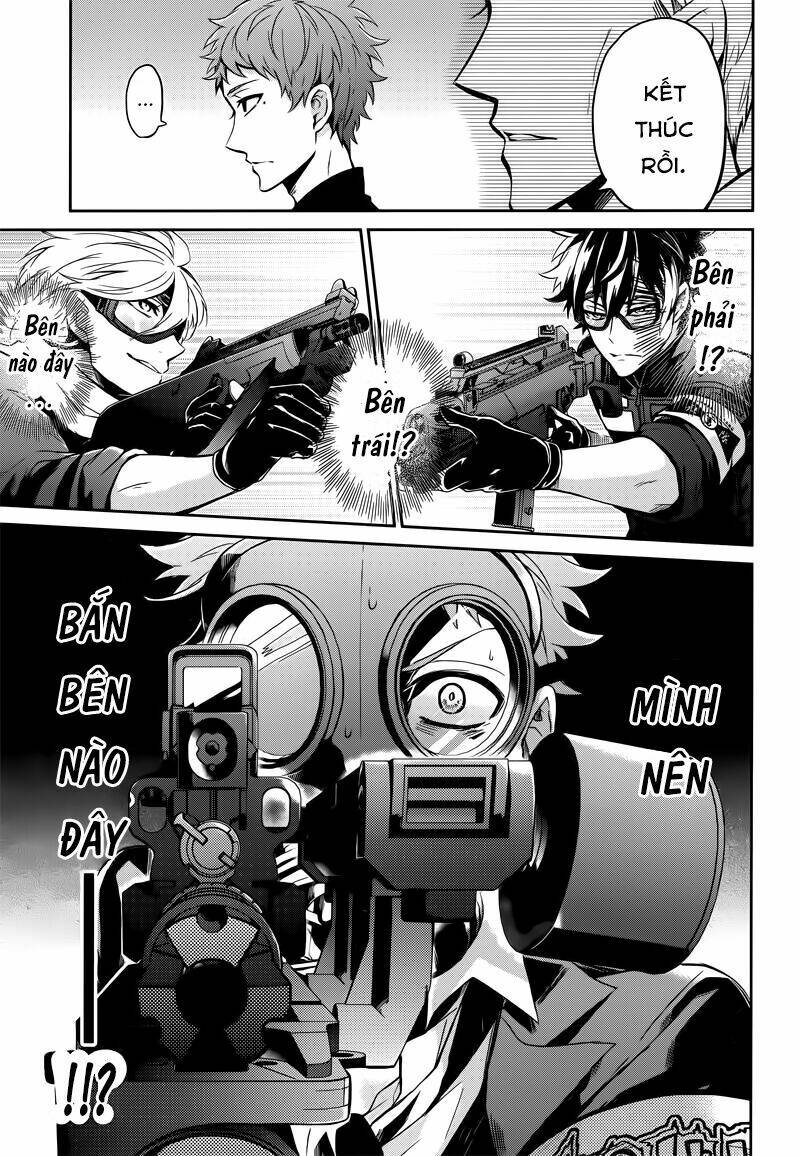 KẾT
THÚC
RỒI.
...
Bên
phải
!?
Bên
trái!?
Bên
nào đây
...
MÌNH
NÊN
BẮN
BÊN
NÀO
ĐÂY
—
!!!?